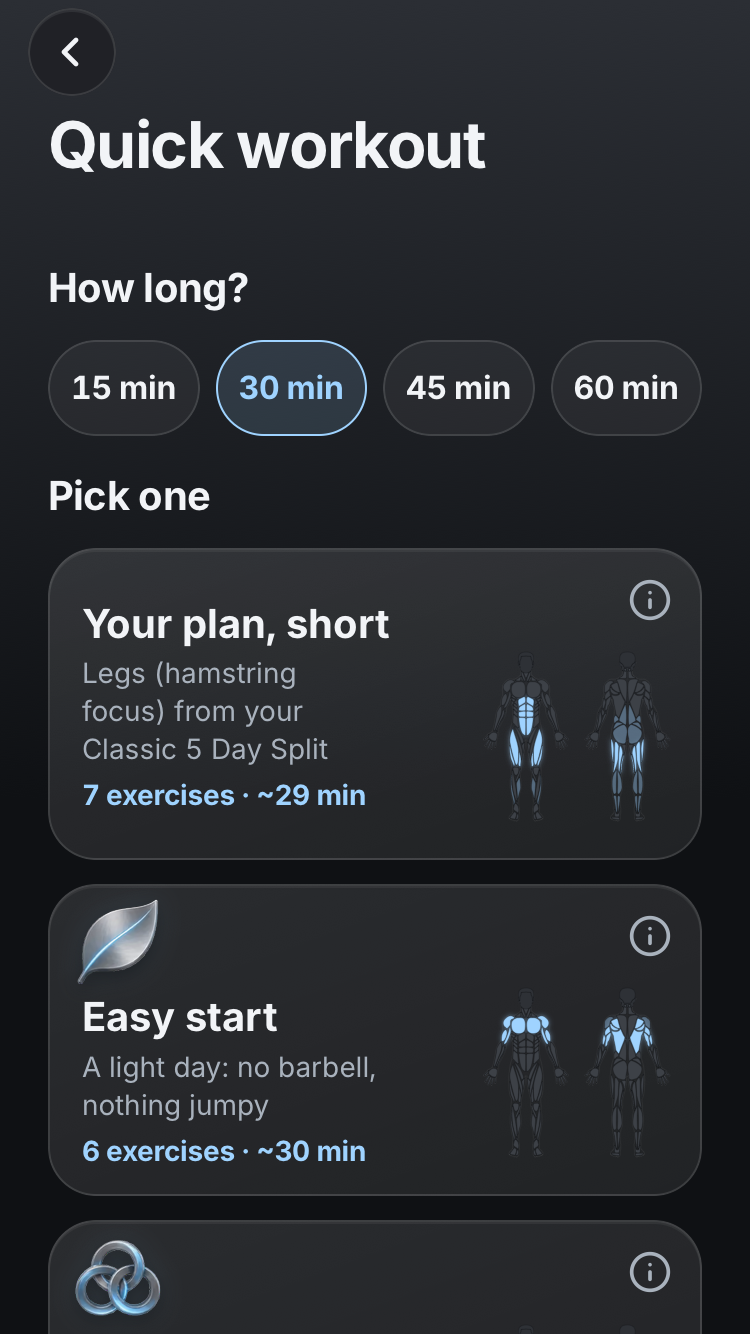 Quick workout
How long?
15 min
30 min
45 min
60 min
Pick one
Your plan, short
Legs (hamstring
focus) from your
Classic 5 Day Split
7 exercises · ~29 min
Easy start
A light day: no barbell,
nothing jumpy
6 exercises · ~30 min